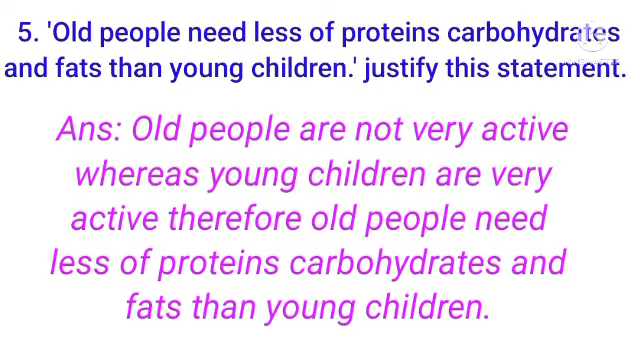 5. 'Old people need less of proteins carbohydrates
and fats than young children.' justify this statement.
Ans: Old people are not very active
whereas young children are very
active therefore old people need
less of proteins carbohydrates and
fats than young children.